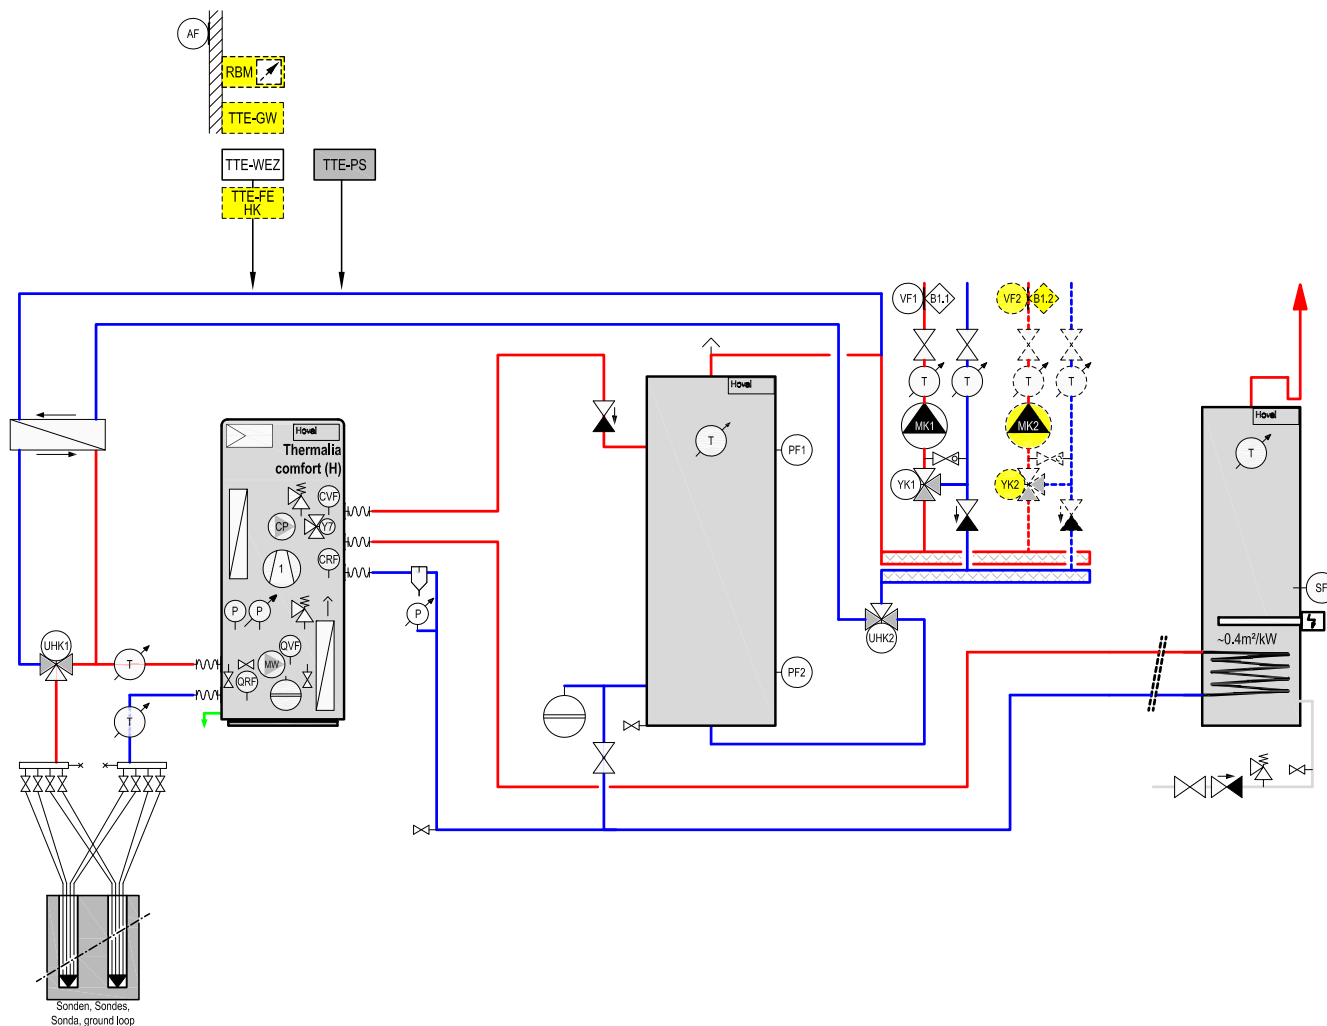 AF
RBM
TTE-GW
TTE-WEZ
TTE-PS
TTE-FE
HK
VF1
B1.1
VF2
B1.2
T
T
T
T
MK1
MK2
YK1
YK2
Hoval
Thermalia
comfort (H)
CVF
CP
Y7
CRF
1
P
P
QVF
MW
QRF
UHK1
T
T
P
Hoval
T
PF1
PF2
UHK2
Hoval
T
SF
~0.4m²/kW
Sonden, Sondes,
Sonda, ground loop